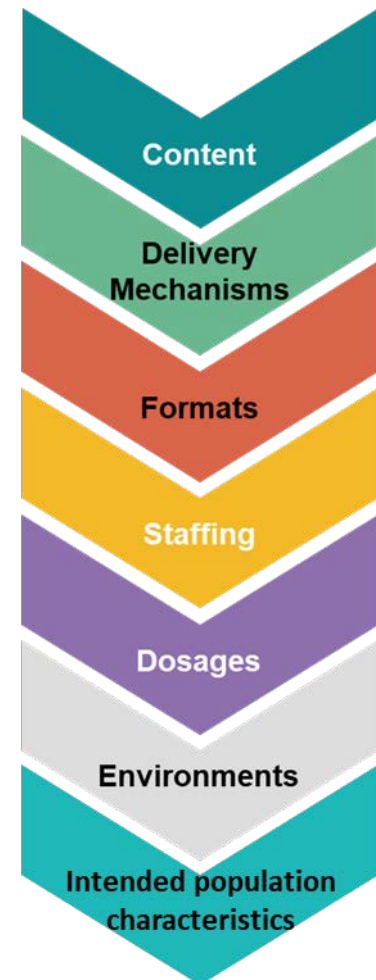 Content
Delivery
Mechanisms
Formats
Staffing
Dosages
Environments
Intended population
characteristics